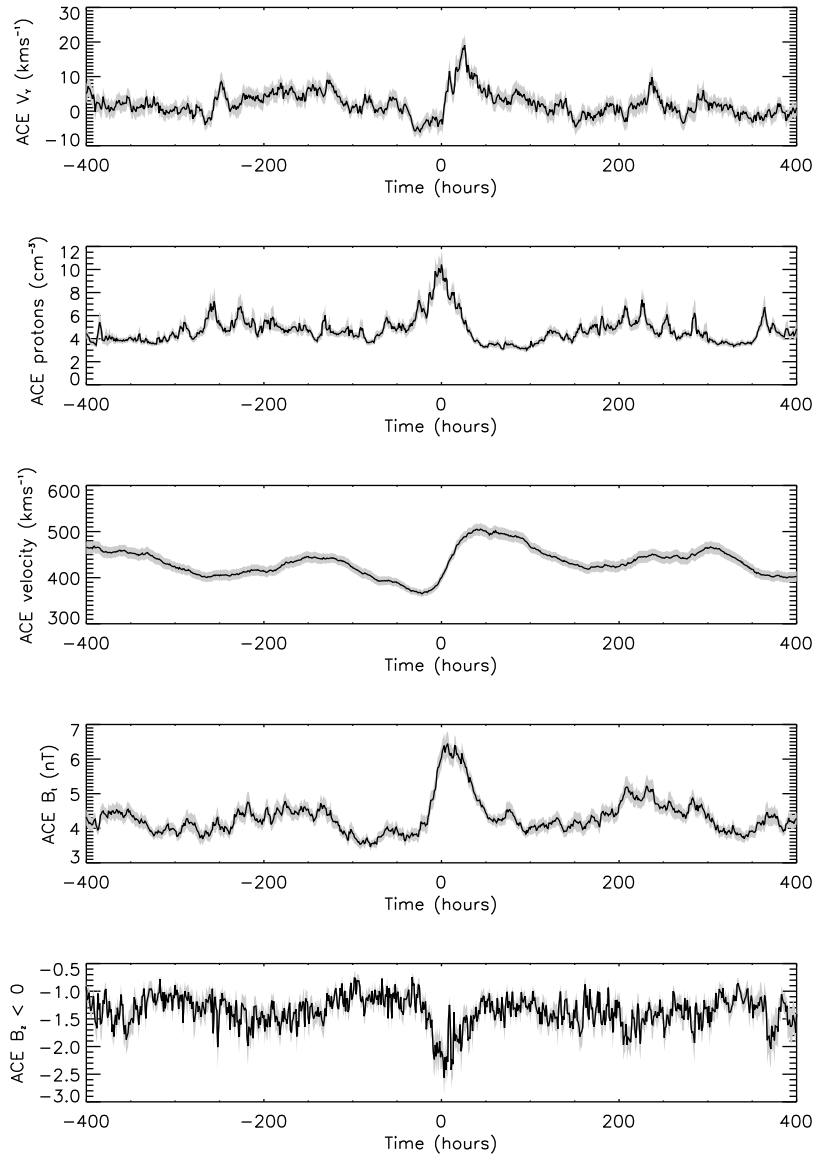 ACE Vᵧ (kms⁻¹)
30
20
10
0
−10
−400 −200 0 200 400
Time (hours)
ACE protons (cm⁻³)
12
10
8
6
4
2
0
−400 −200 0 200 400
Time (hours)
ACE velocity (kms⁻¹)
600
500
400
300
−400 −200 0 200 400
Time (hours)
ACE Bₜ (nT)
7
6
5
4
3
−400 −200 0 200 400
Time (hours)
ACE B_z < 0
−0.5
−1.0
−1.5
−2.0
−2.5
−3.0
−400 −200 0 200 400
Time (hours)